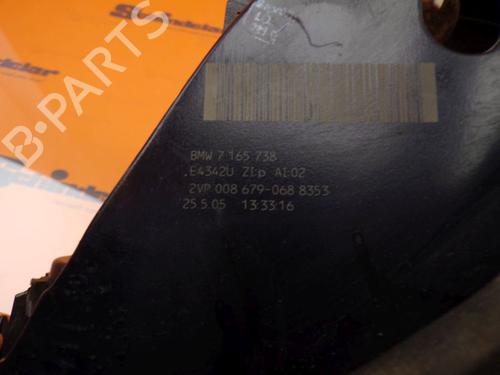 BMW 7 165 738
.E4342U ZI:p AI:02
2VP 008 679-068 8353
25.5.05 13:33:16